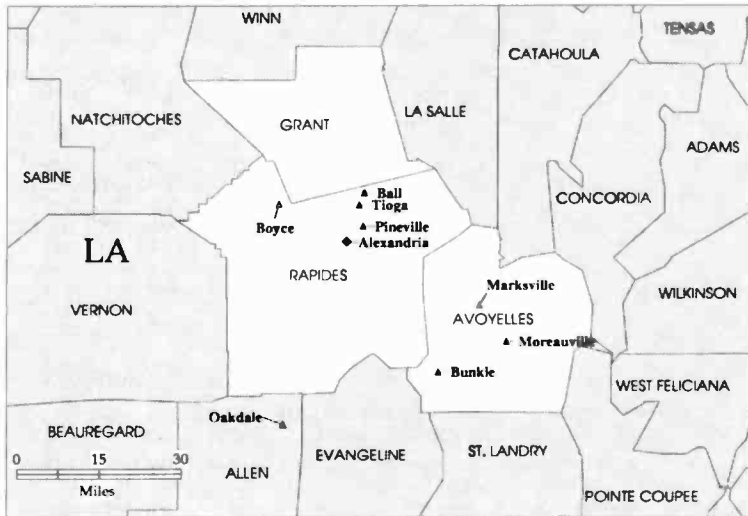 WINN
TENSAS
CATAHOULA
LA SALLE
NATCHITOCHES
GRANT
ADAMS
SABINE
CONCORDIA
Ball
Tioga
Boyce
Pineville
Alexandria
LA
RAPIDES
Marksville
WILKINSON
VERNON
AVOYELLES
Moreauville
Bunkie
WEST FELICIANA
Oakdale
BEAUREGARD
EVANGELINE
ST. LANDRY
0 15 30
Miles
ALLEN
POINTE COUPEE